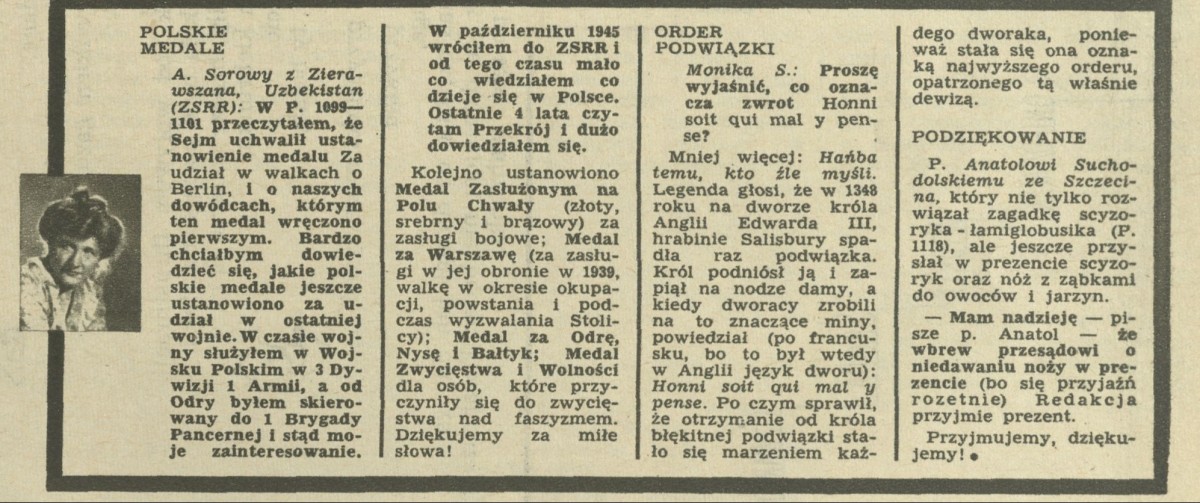 POLSKIE
MEDALE
A. Sorowy z Ziera-
wszana, Uzbekistan
(ZSRR): W P. 1099—
1101 przeczytałem, że
Sejm uchwalił usta-
nowienie medalu Za
udział w walkach o
Berlin, i o naszych
dowódcach, którym
ten medal wręczono
pierwszym. Bardzo
chciałbym dowie-
dzieć się, jakie pol-
skie medale jeszcze
ustanowiono za u-
dział w ostatniej
wojnie. W czasie woj-
ny służyłem w Woj-
sku Polskim w 3 Dy-
wizji 1 Armii, a od
Odry byłem skiero-
wany do 1 Brygady
Pancernej i stąd mo-
je zainteresowanie.
W październiku 1945
wróciłem do ZSRR i
od tego czasu mało
co wiedziałem co
dzieje się w Polsce.
Ostatnie 4 lata czy-
tam Przekrój i dużo
dowiedziałem się.
Kolejno ustanowiono
Medal Zasłużonym na
Polu Chwały (złoty,
srebrny i brązowy) za
zasługi bojowe; Medal
za Warszawę (za zasłu-
gi w jej obronie w 1939,
walkę w okresie okupa-
cji, powstania i pod-
czas wyzwalania Stoli-
cy); Medal za Odrę,
Nysę i Bałtyk; Medal
Zwycięstwa i Wolności
dla osób, które przy-
czyniły się do zwycię-
stwa nad faszyzmem.
Dziękujemy za miłe
słowa!
ORDER
PODWIĄZKI
Monika S.: Proszę
wyjaśnić, co ozna-
cza zwrot Honni
soit qui mal y pen-
se?
Mniej więcej: Hańba
temu, kto źle myśli.
Legenda głosi, że w 1348
roku na dworze króla
Anglii Edwarda III,
hrabinie Salisbury spa-
dła raz podwiązka.
Król podniósł ją i za-
piął na nodze damy, a
kiedy dworacy zrobili
na to znaczące miny,
powiedział (po francu-
sku, bo to był wtedy
w Anglii język dworu):
Honni soit qui mal y
pense. Po czym sprawił,
że otrzymanie od króla
błękitnej podwiązki sta-
ło się marzeniem każ-
dego dworaka, ponie-
waż stała się ona ozna-
ką najwyższego orderu,
opatrzonego tą właśnie
dewizą.
PODZIĘKOWANIE
P. Anatolowi Sucho-
dolskiemu ze Szczeci-
na, który nie tylko roz-
wiązał zagadkę scyzo-
ryka-łamiglobusika (P.
1118), ale jeszcze przy-
słał w prezencie scyzo-
ryk oraz nóż z ząbkami
do owoców i jarzyn.
— Mam nadzieję — pi-
sze p. Anatol — że
wbrew przesądowi o
niedawaniu noży w pre-
zencie (bo się przyjaźń
rozetnie) Redakcja
przyjmie prezent.
Przyjmujemy, dzięku-
jemy!